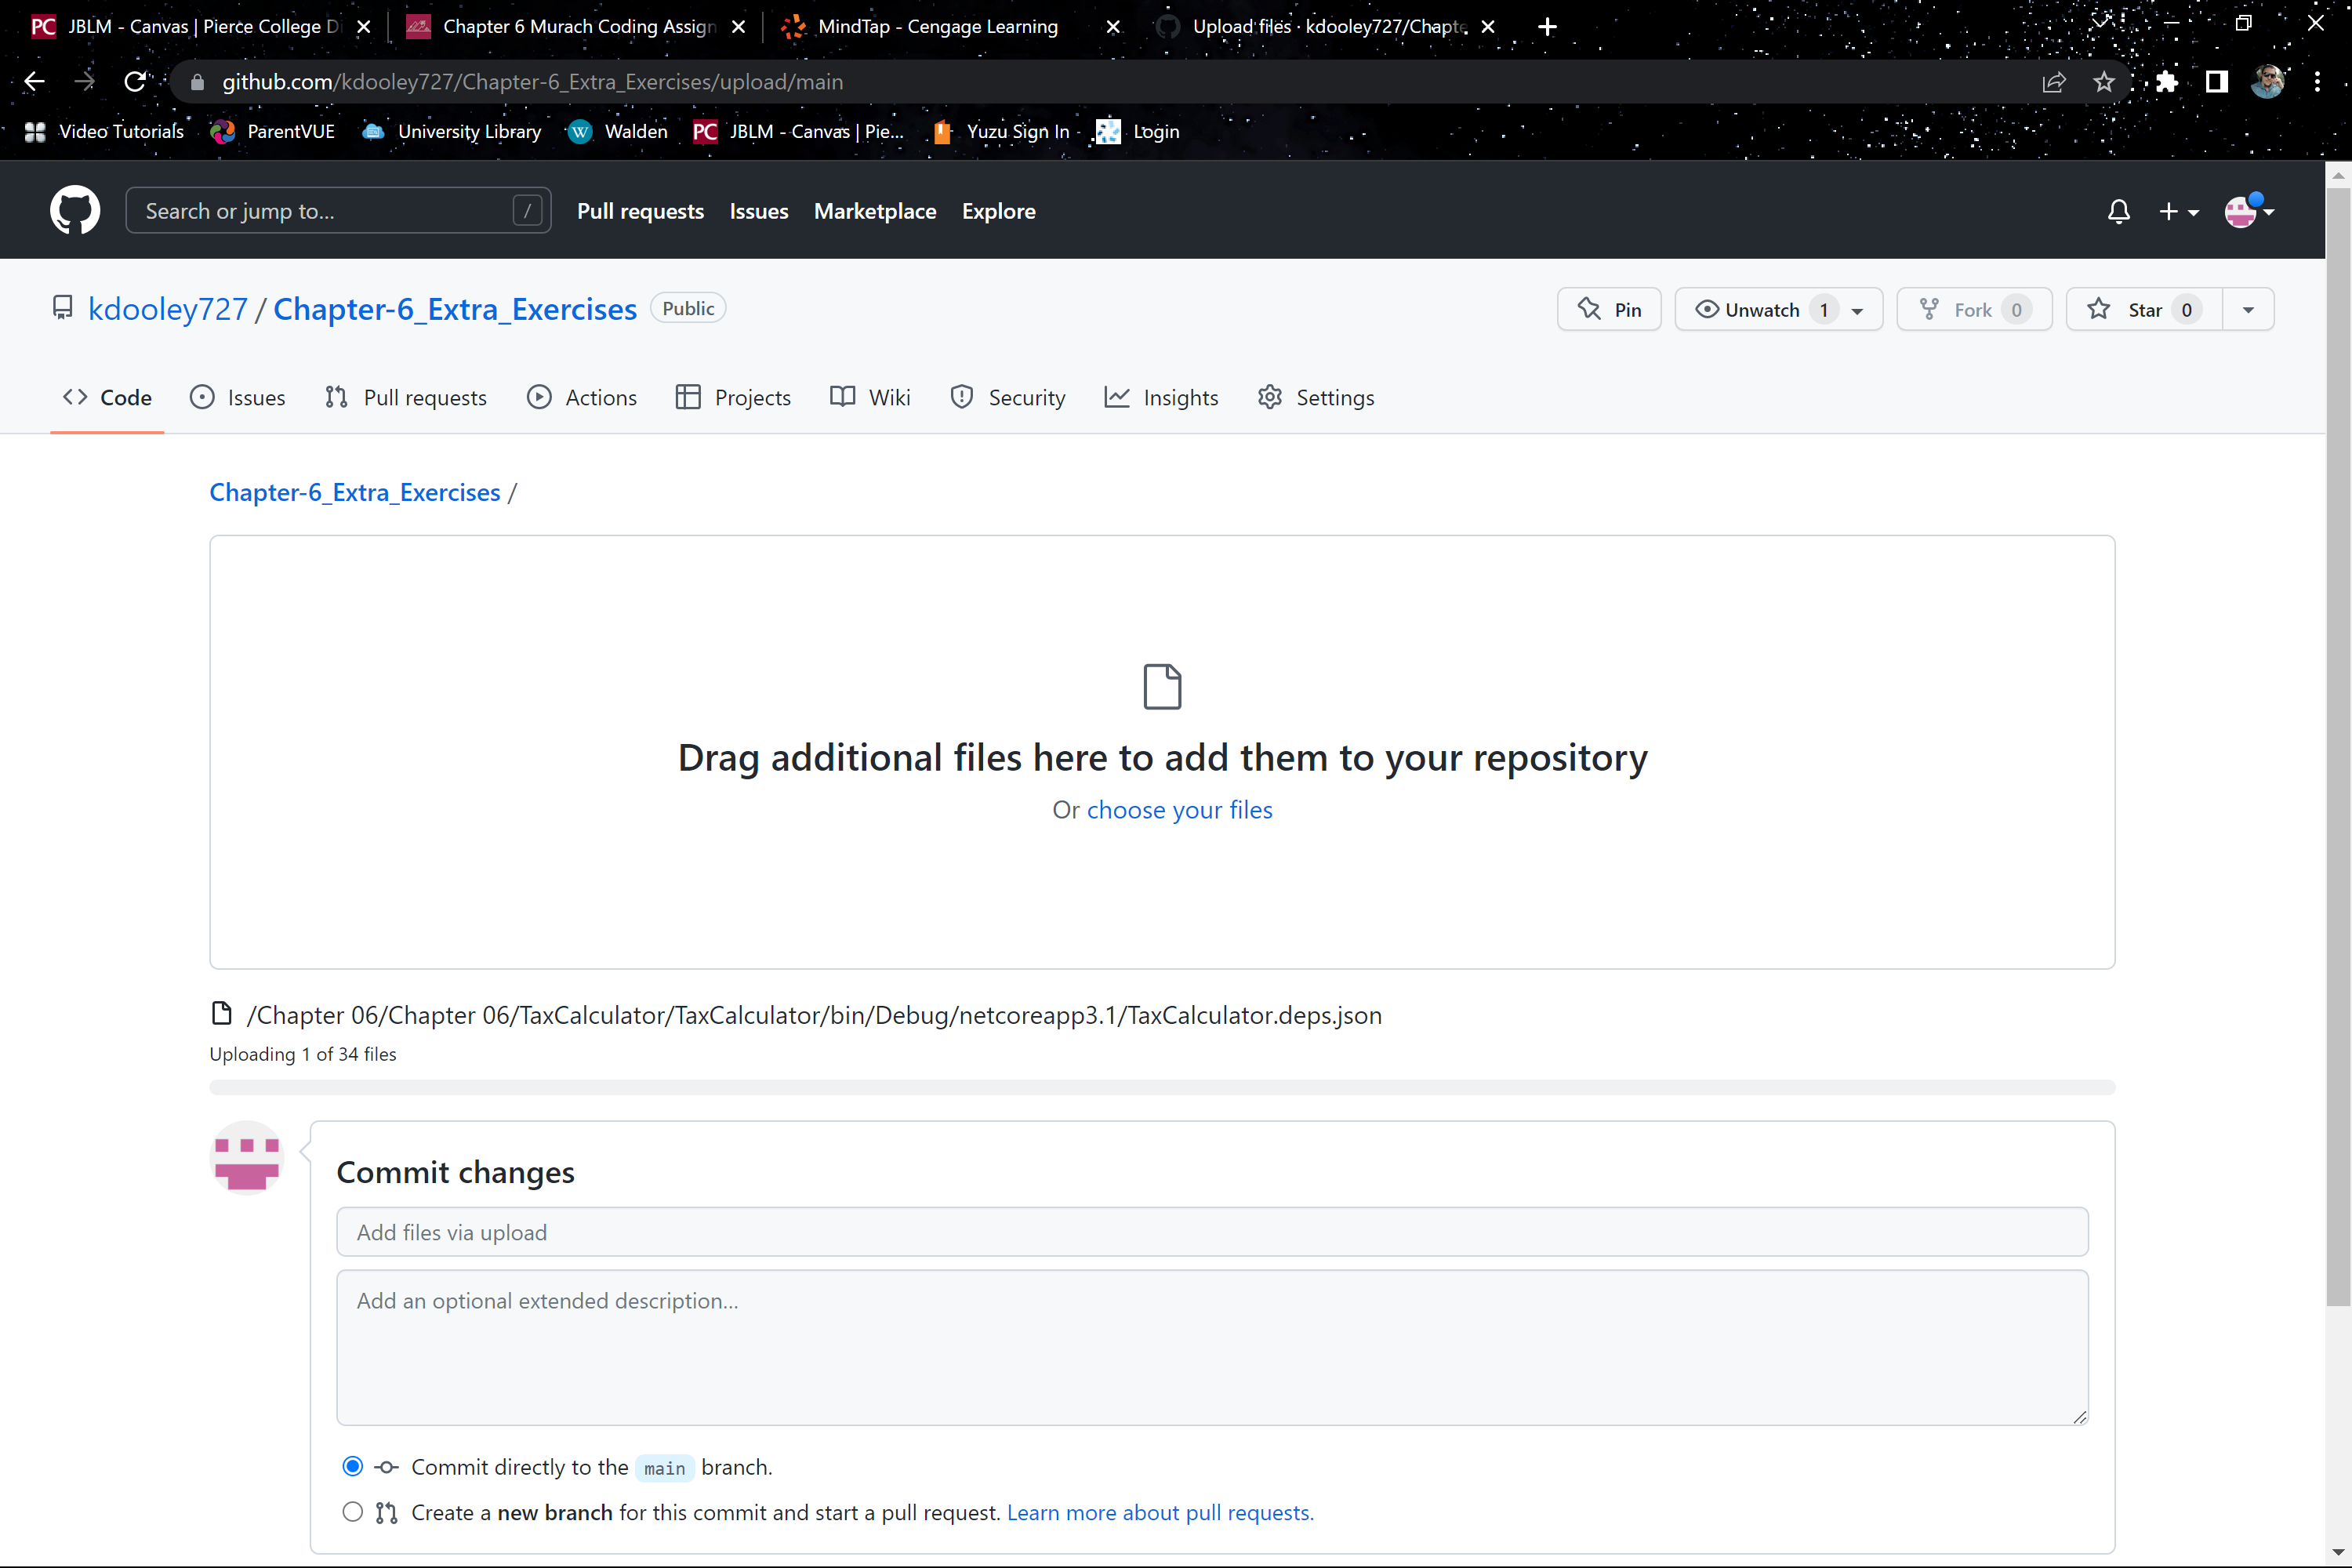 PC JBLM - Canvas | Pierce College Di Chapter 6 Murach Coding Assign MindTap - Cengage Learning Upload files · kdooley727/Chapte
github.com/kdooley727/Chapter-6_Extra_Exercises/upload/main
Video Tutorials ParentVUE University Library W Walden PC JBLM - Canvas | Pie... Yuzu Sign In Login
Search or jump to... / Pull requests Issues Marketplace Explore
kdooley727 / Chapter-6_Extra_Exercises Public Pin Unwatch 1 Fork 0 Star 0
Code Issues Pull requests Actions Projects Wiki Security Insights Settings
Chapter-6_Extra_Exercises /
Drag additional files here to add them to your repository
Or choose your files
/Chapter 06/Chapter 06/TaxCalculator/TaxCalculator/bin/Debug/netcoreapp3.1/TaxCalculator.deps.json
Uploading 1 of 34 files
Commit changes
Add files via upload
Add an optional extended description...
Commit directly to the main branch.
Create a new branch for this commit and start a pull request. Learn more about pull requests.